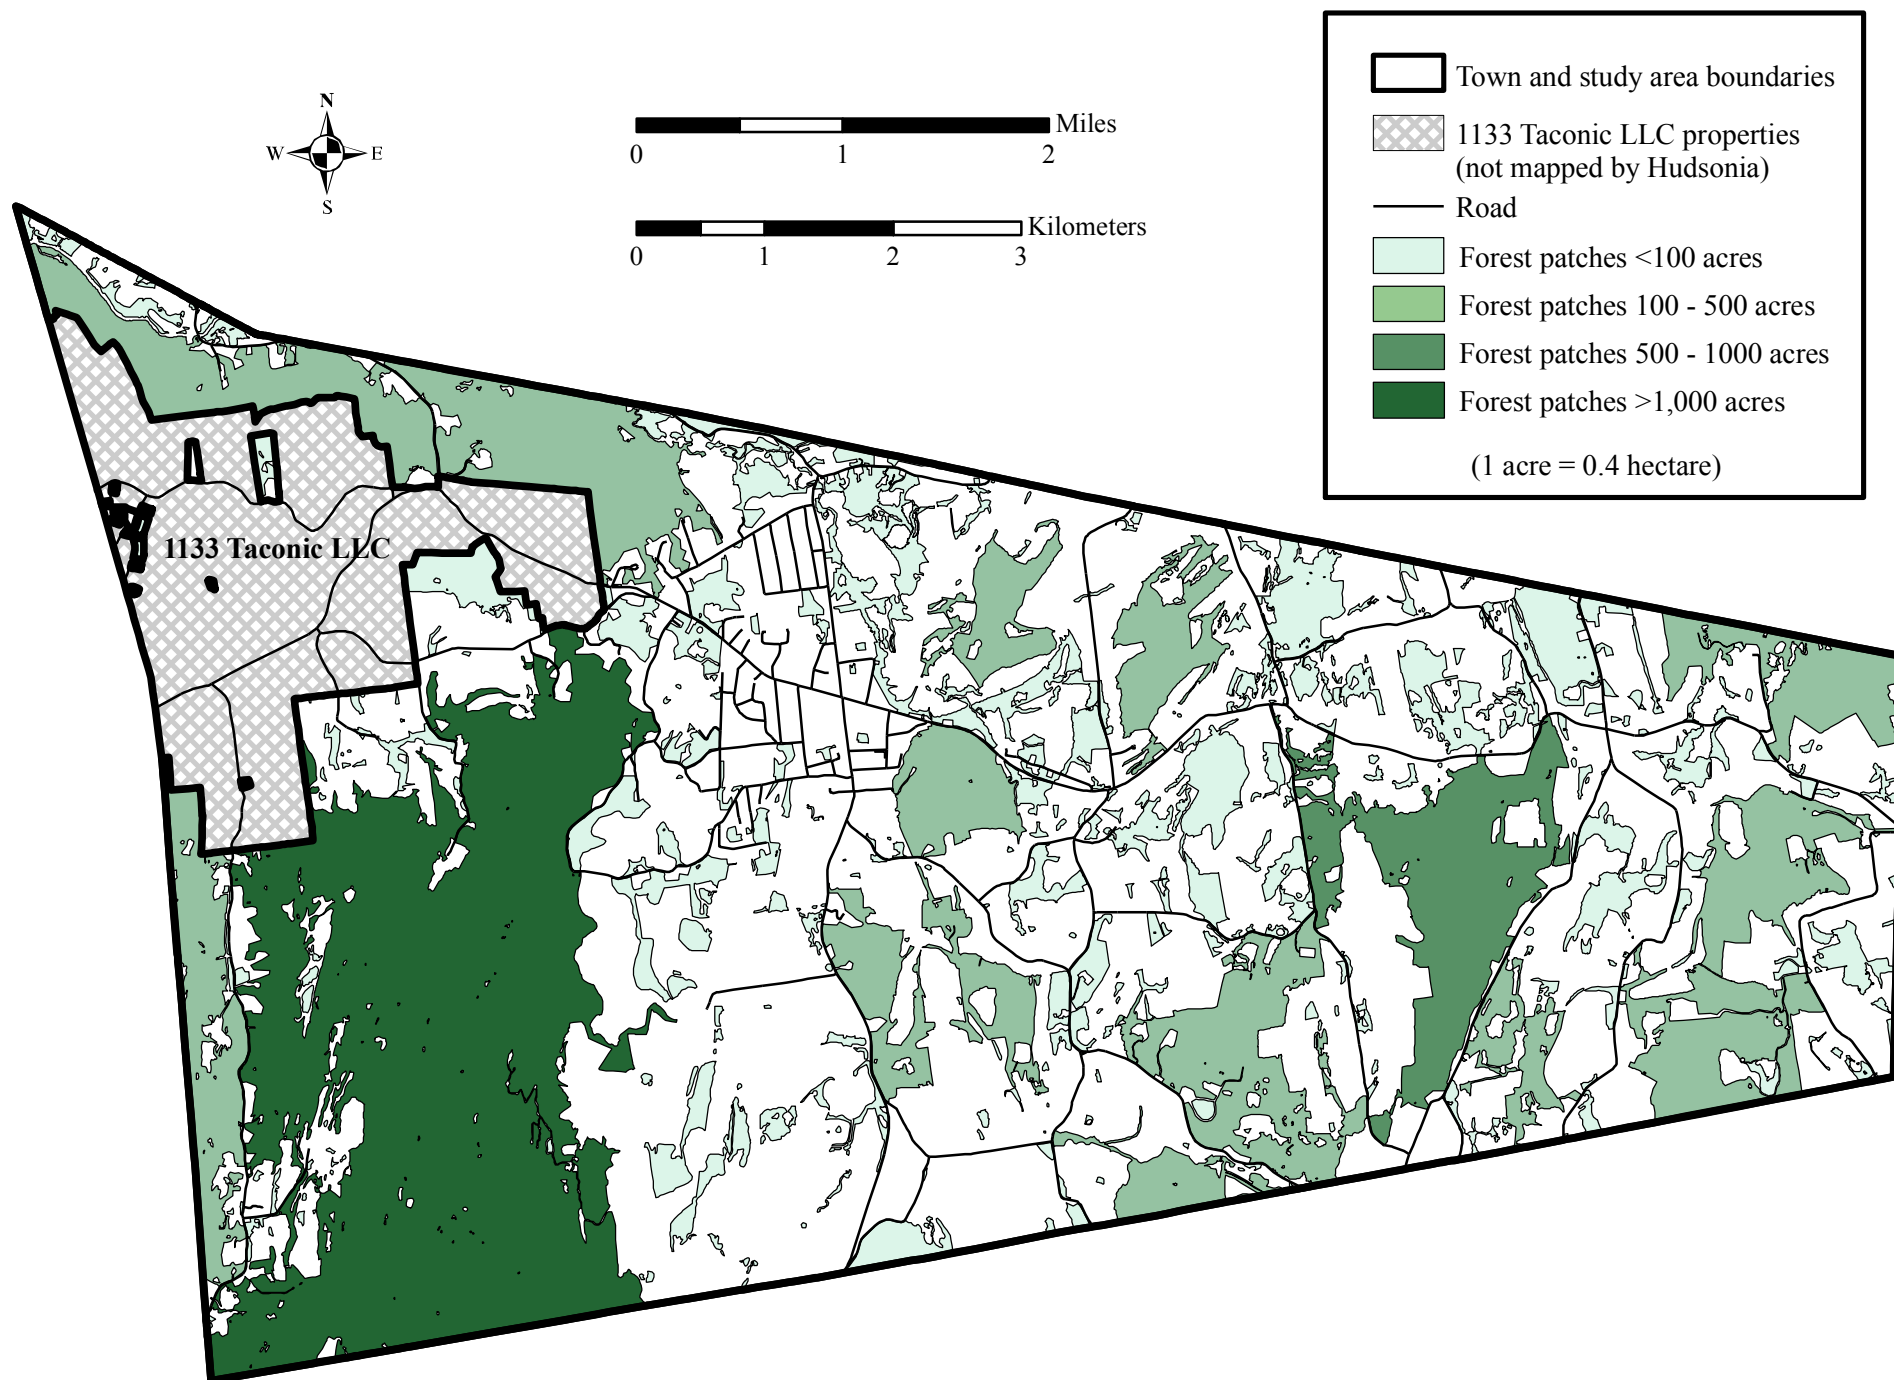 N
W E
S
Miles
0 1 2
Kilometers
0 1 2 3
Town and study area boundaries
1133 Taconic LLC properties
(not mapped by Hudsonia)
Road
Forest patches <100 acres
Forest patches 100 - 500 acres
Forest patches 500 - 1000 acres
Forest patches >1,000 acres
(1 acre = 0.4 hectare)
1133 Taconic LLC